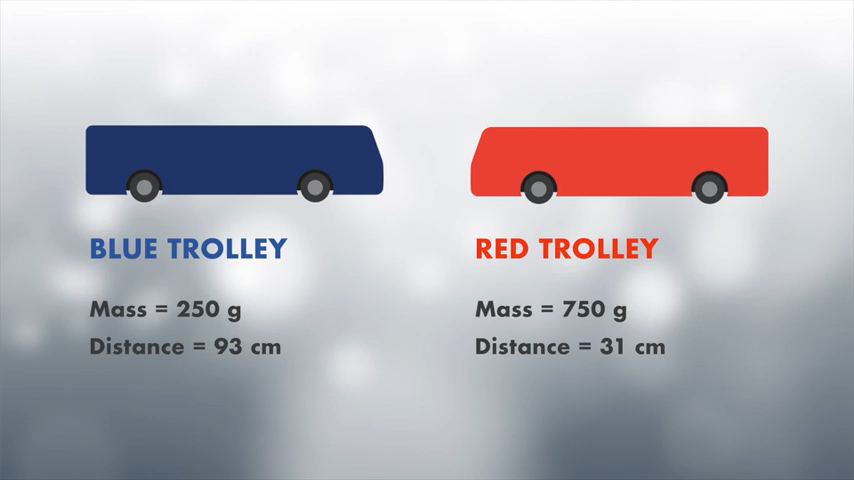 BLUE TROLLEY
Mass = 250 g
Distance = 93 cm
RED TROLLEY
Mass = 750 g
Distance = 31 cm